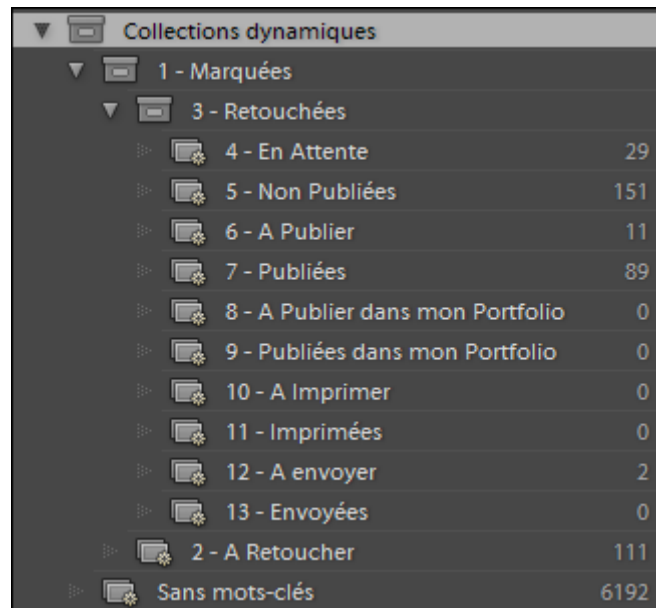 Collections dynamiques
1 - Marquées
3 - Retouchées
4 - En Attente 29
5 - Non Publiées 151
6 - A Publier 11
7 - Publiées 89
8 - A Publier dans mon Portfolio 0
9 - Publiées dans mon Portfolio 0
10 - A Imprimer 0
11 - Imprimées 0
12 - A envoyer 2
13 - Envoyées 0
2 - A Retoucher 111
Sans mots-clés 6192